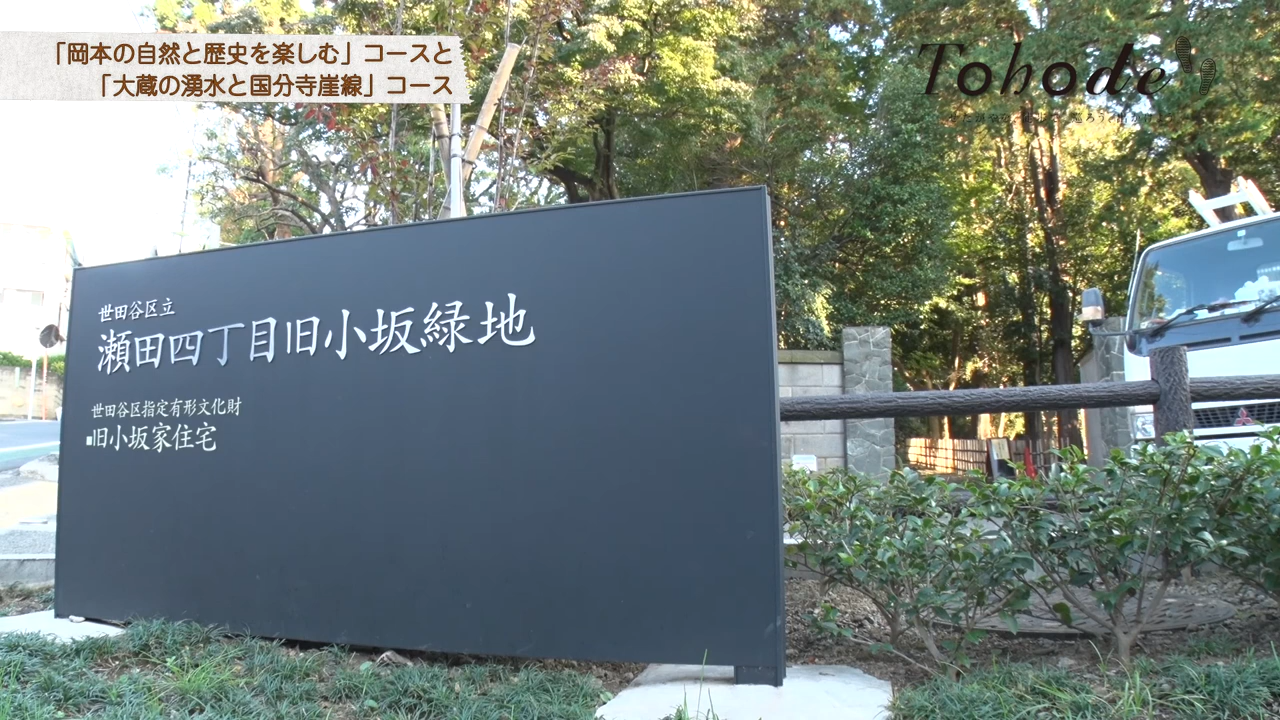 「岡本の自然と歴史を楽しむ」コースと
「大蔵の湧水と国分寺崖線」コース
Tohode
世田谷区立
瀬田四丁目旧小坂緑地
世田谷区指定有形文化財
■旧小坂家住宅